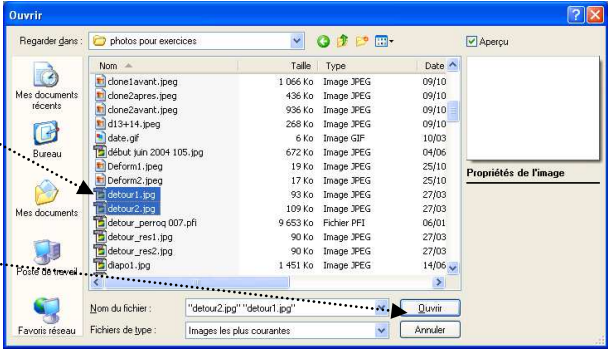 Ouvrir
Regarder dans : photos pour exercices Aperçu
Nom Taille Type Date
clone1avant.jpeg 1 066 Ko Image JPEG 09/10
clone2apres.jpeg 436 Ko Image JPEG 09/10
clone2avant.jpeg 936 Ko Image JPEG 09/10
d13+14.jpeg 268 Ko Image JPEG 09/10
date.gif 6 Ko Image GIF 10/03
début juin 2004 105.jpg 672 Ko Image JPEG 04/06
Deform1.jpeg 19 Ko Image JPEG 25/10
Deform2.jpeg 17 Ko Image JPEG 25/10
detour1.jpg 93 Ko Image JPEG 27/03
detour2.jpg 109 Ko Image JPEG 27/03
detour_perroq 007.pfi 9 653 Ko Fichier PFI 06/01
detour_res1.jpg 90 Ko Image JPEG 27/03
detour_res2.jpg 90 Ko Image JPEG 27/03
diapo1.jpg 1 451 Ko Image JPEG 14/06
Mes documents
récents
Bureau
Mes documents
Poste de travail
Favoris réseau
Propriétés de l'image
Nom du fichier : "detour2.jpg" "detour1.jpg" Ouvrir
Fichiers de type : Images les plus courantes Annuler